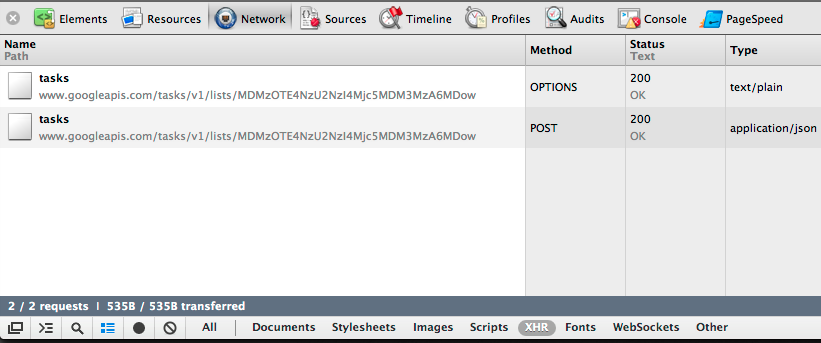 Elements Resources Network Sources Timeline Profiles Audits Console PageSpeed
Name Method Status Type
Path Text
tasks 200
www.googleapis.com/tasks/v1/lists/MDMzOTE4NzU2NzI4Mjc5MDM3MzA6MDow OPTIONS OK text/plain
tasks 200
www.googleapis.com/tasks/v1/lists/MDMzOTE4NzU2NzI4Mjc5MDM3MzA6MDow POST OK application/json
2 / 2 requests | 535B / 535B transferred
All Documents Stylesheets Images Scripts XHR Fonts WebSockets Other